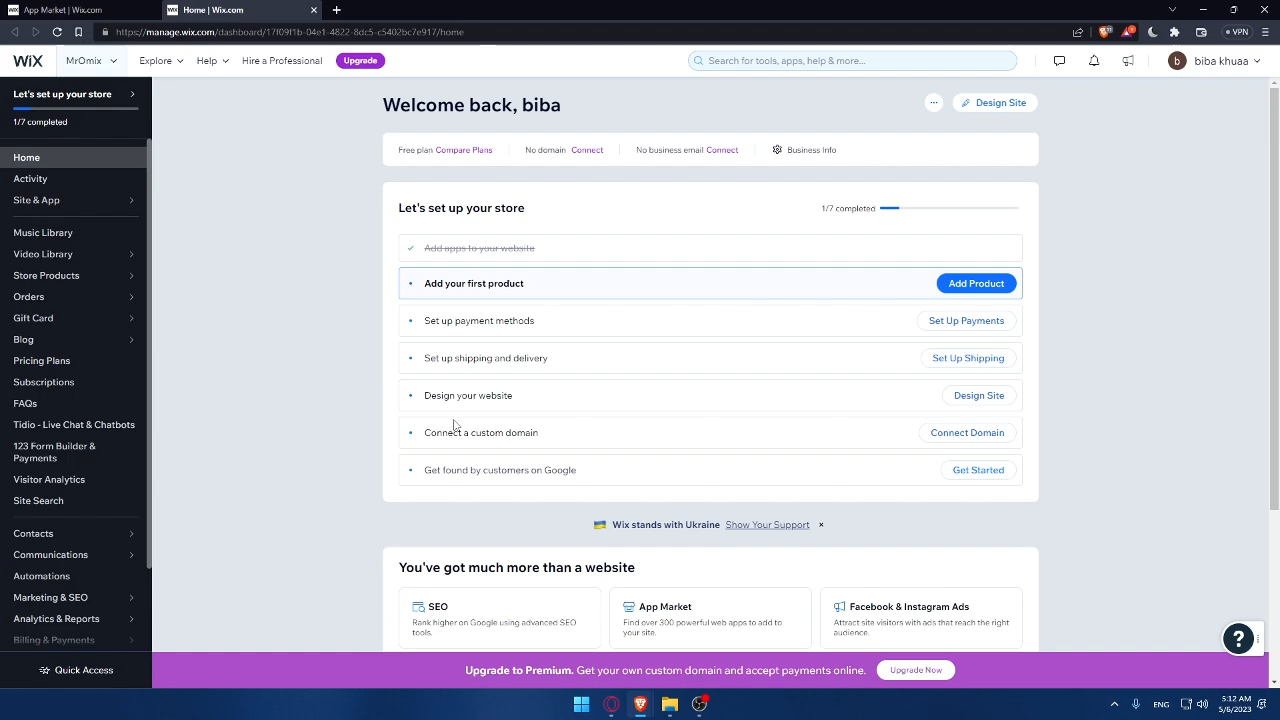 App Market | Wix.com
Home | Wix.com
https://manage.wix.com/dashboard/17f09f1b-04e1-4822-8dc5-c5402bc7e917/home
VPN
WiX
MrOmix
Explore
Help
Hire a Professional
Upgrade
Search for tools, apps, help & more...
b
biba khuaa
Let's set up your store
1/7 completed
Home
Activity
Site & App
Music Library
Video Library
Store Products
Orders
Gift Card
Blog
Pricing Plans
Subscriptions
FAQs
Tidio - Live Chat & Chatbots
123 Form Builder &
Payments
Visitor Analytics
Site Search
Contacts
Communications
Automations
Marketing & SEO
Analytics & Reports
Billing & Payments
Quick Access
Welcome back, biba
Design Site
Free plan Compare Plans
No domain Connect
No business email Connect
Business Info
Let's set up your store
1/7 completed
Add apps to your website
Add your first product
Add Product
Set up payment methods
Set Up Payments
Set up shipping and delivery
Set Up Shipping
Design your website
Design Site
Connect a custom domain
Connect Domain
Get found by customers on Google
Get Started
Wix stands with Ukraine Show Your Support ×
You've got much more than a website
SEO
Rank higher on Google using advanced SEO
tools.
App Market
Find over 300 powerful web apps to add to
your site.
Facebook & Instagram Ads
Attract site visitors with ads that reach the right
audience.
?
Upgrade to Premium. Get your own custom domain and accept payments online.
Upgrade Now
ENG
5:12 AM
5/6/2023